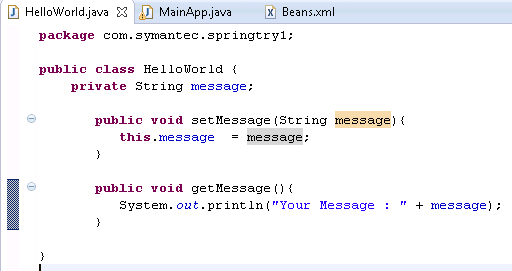 HelloWorld.java MainApp.java Beans.xml
package com.symantec.springtry1;
public class HelloWorld {
private String message;
public void setMessage(String message){
this.message  = message;
}
public void getMessage(){
System.out.println("Your Message : " + message);
}
}